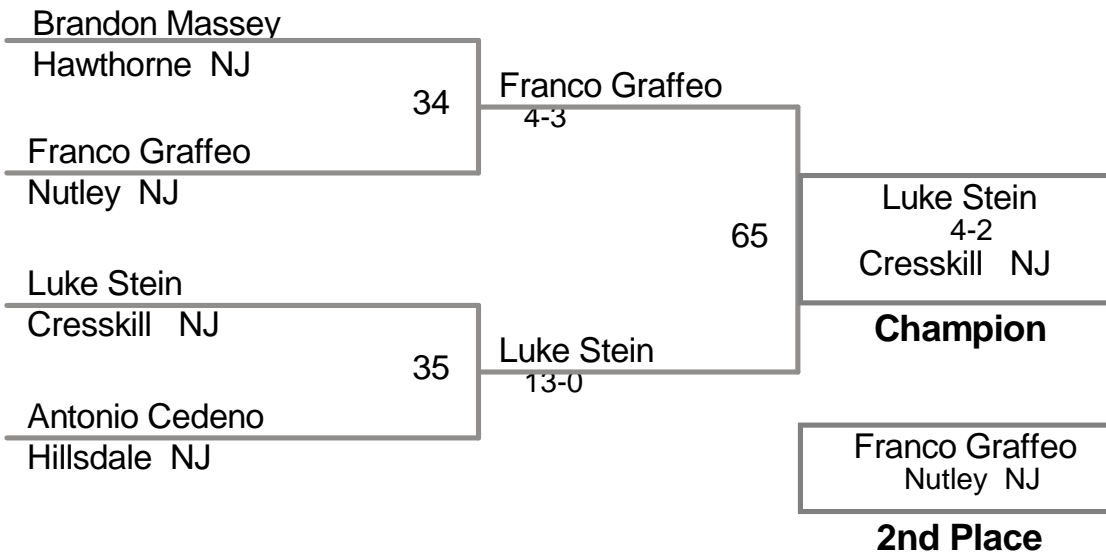 Brandon Massey
Hawthorne NJ
34
Franco Graffeo
4-3
Franco Graffeo
Nutley NJ
65
Luke Stein
4-2
Cresskill NJ
Champion
Luke Stein
Cresskill NJ
35
Luke Stein
13-0
Antonio Cedeno
Hillsdale NJ
Franco Graffeo
Nutley NJ
2nd Place